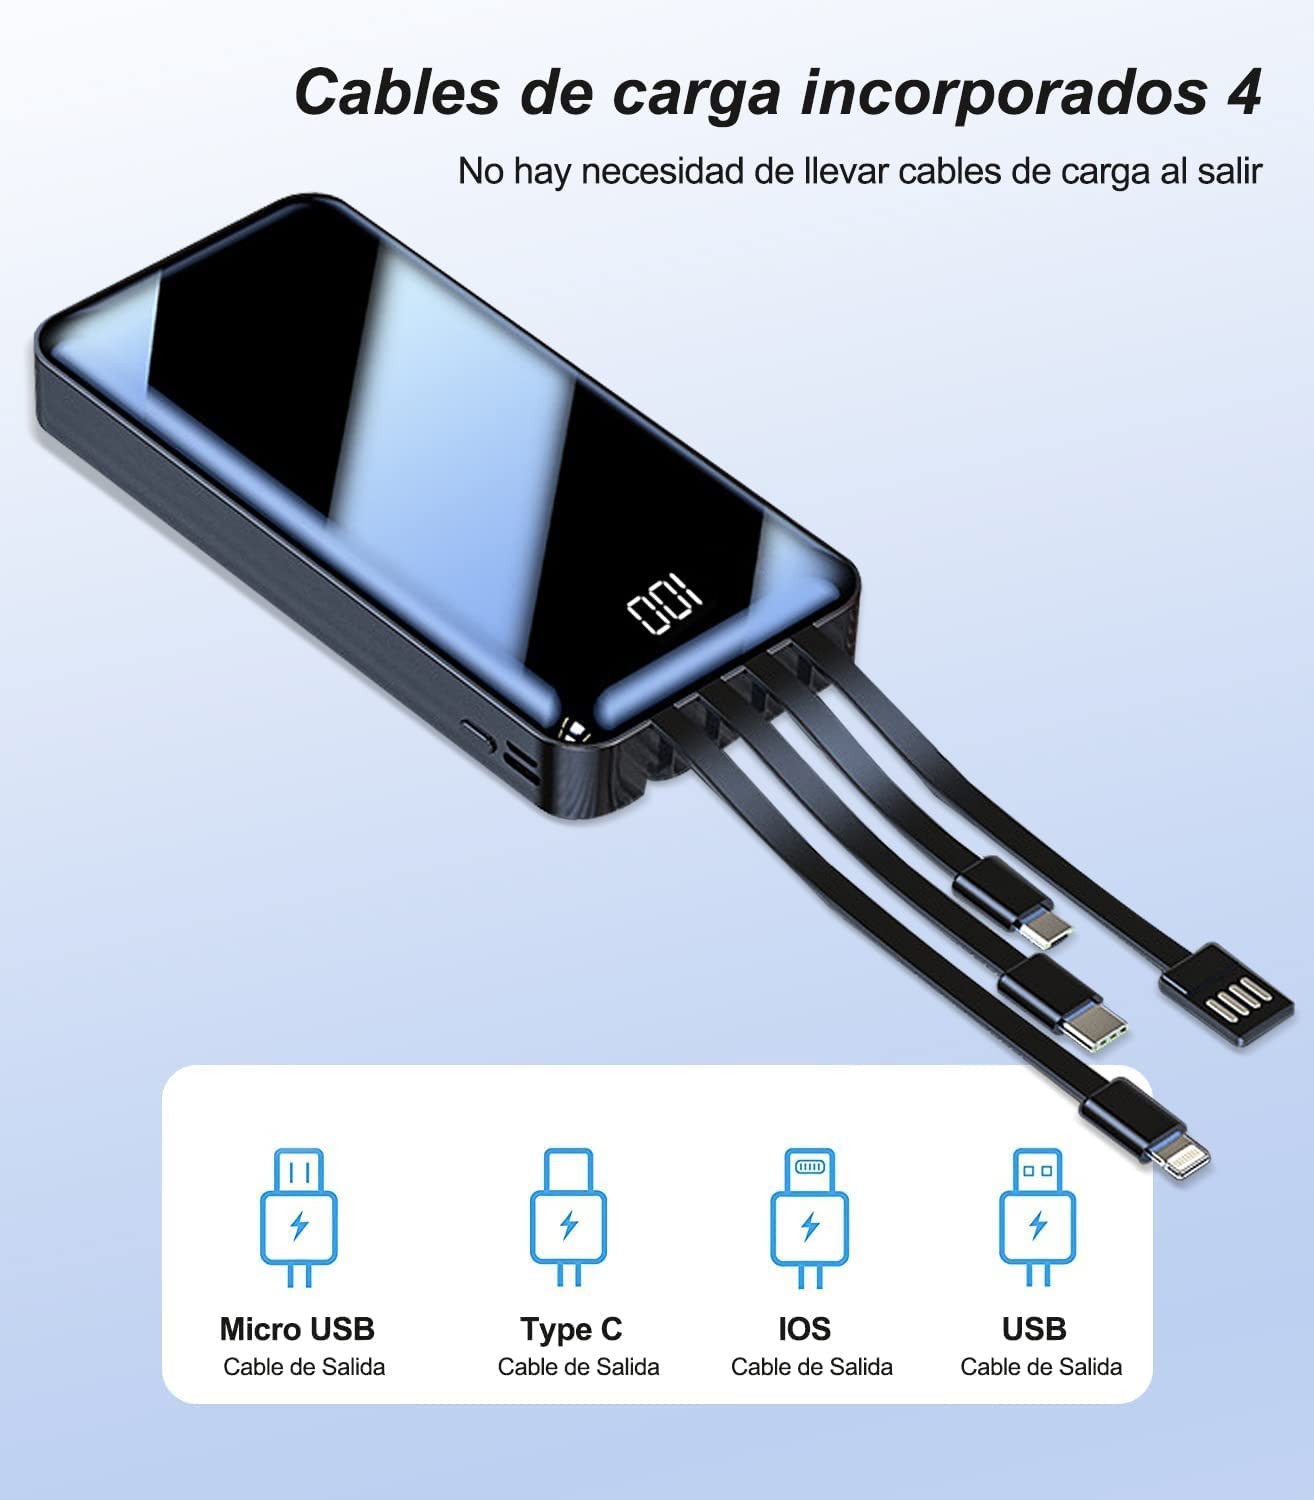 Cables de carga incorporados 4
No hay necesidad de llevar cables de carga al salir
100
Micro USB
Cable de Salida
Type C
Cable de Salida
IOS
Cable de Salida
USB
Cable de Salida